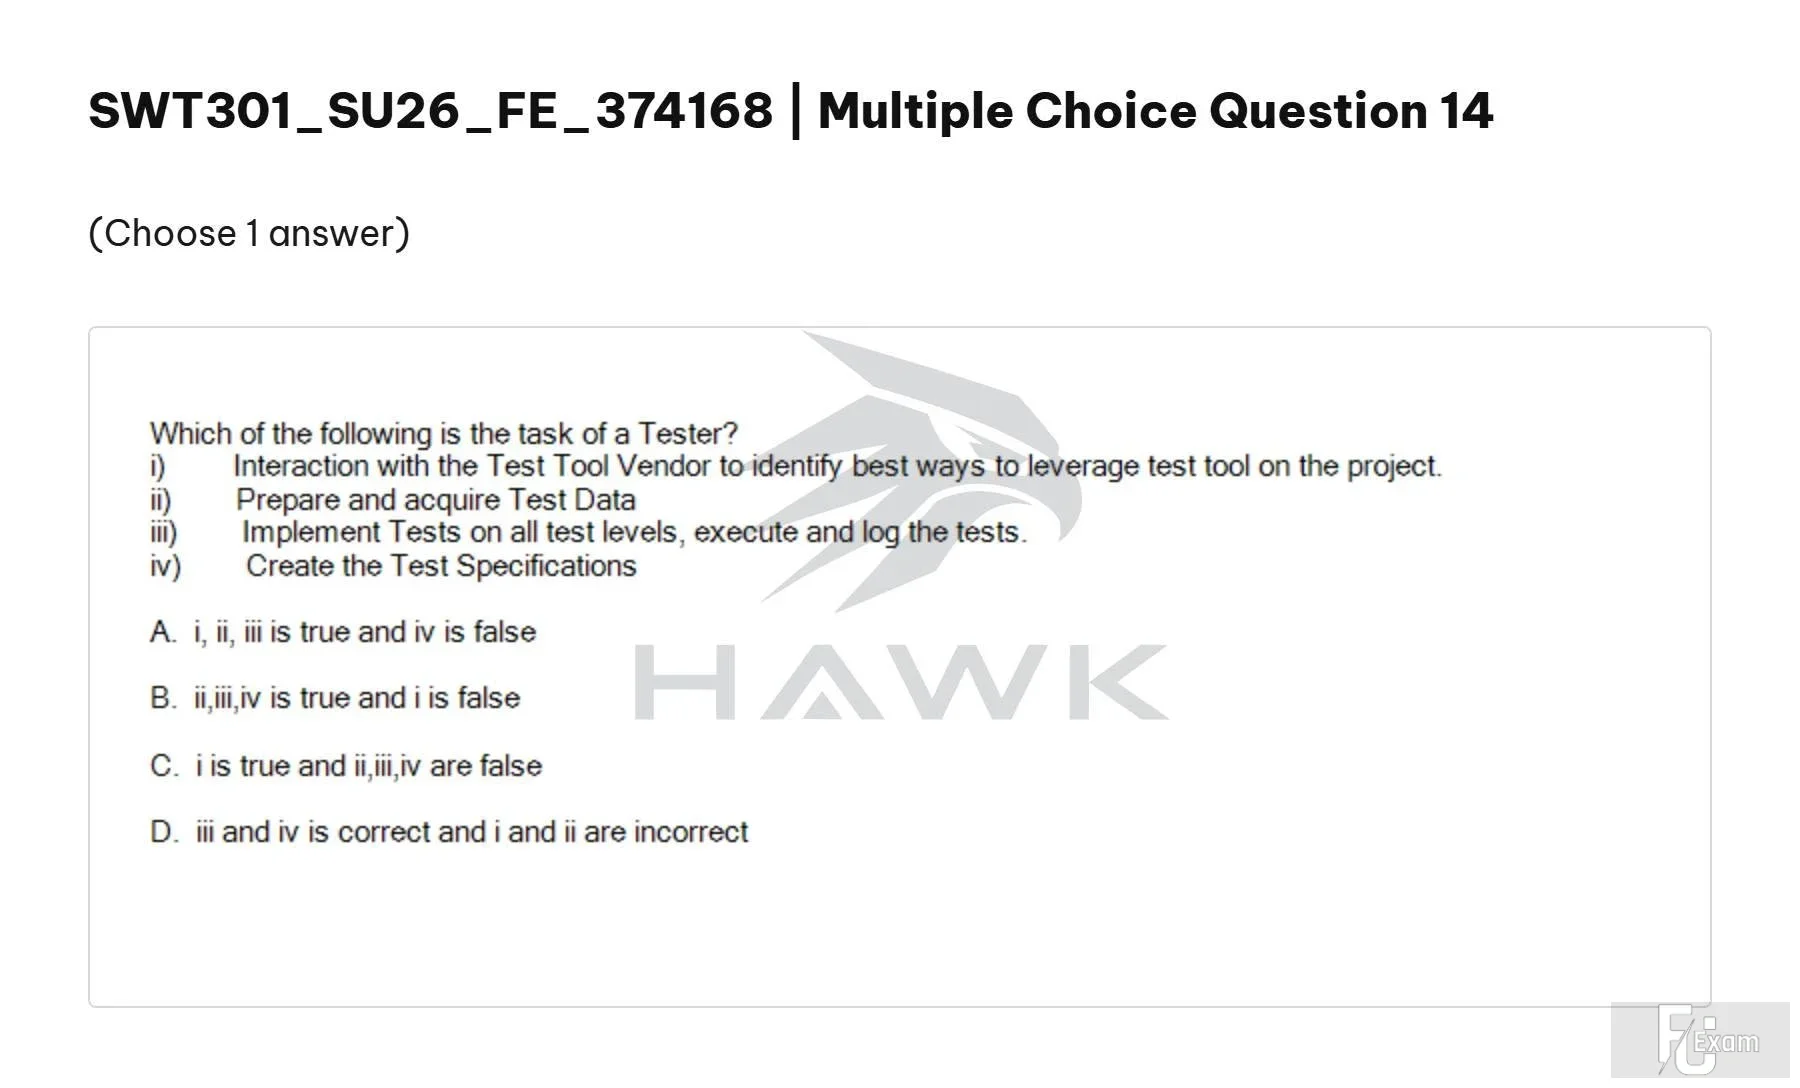 SWT301_SU26_FE_374168 | Multiple Choice Question 14
(Choose 1 answer)
Which of the following is the task of a Tester?
i) Interaction with the Test Tool Vendor to identify best ways to leverage test tool on the project.
ii) Prepare and acquire Test Data
iii) Implement Tests on all test levels, execute and log the tests.
iv) Create the Test Specifications
A. i, ii, iii is true and iv is false
HAWK
B. ii,iii,iv is true and i is false
C. i is true and ii,iii,iv are false
D. iii and iv is correct and i and ii are incorrect
FU Exam